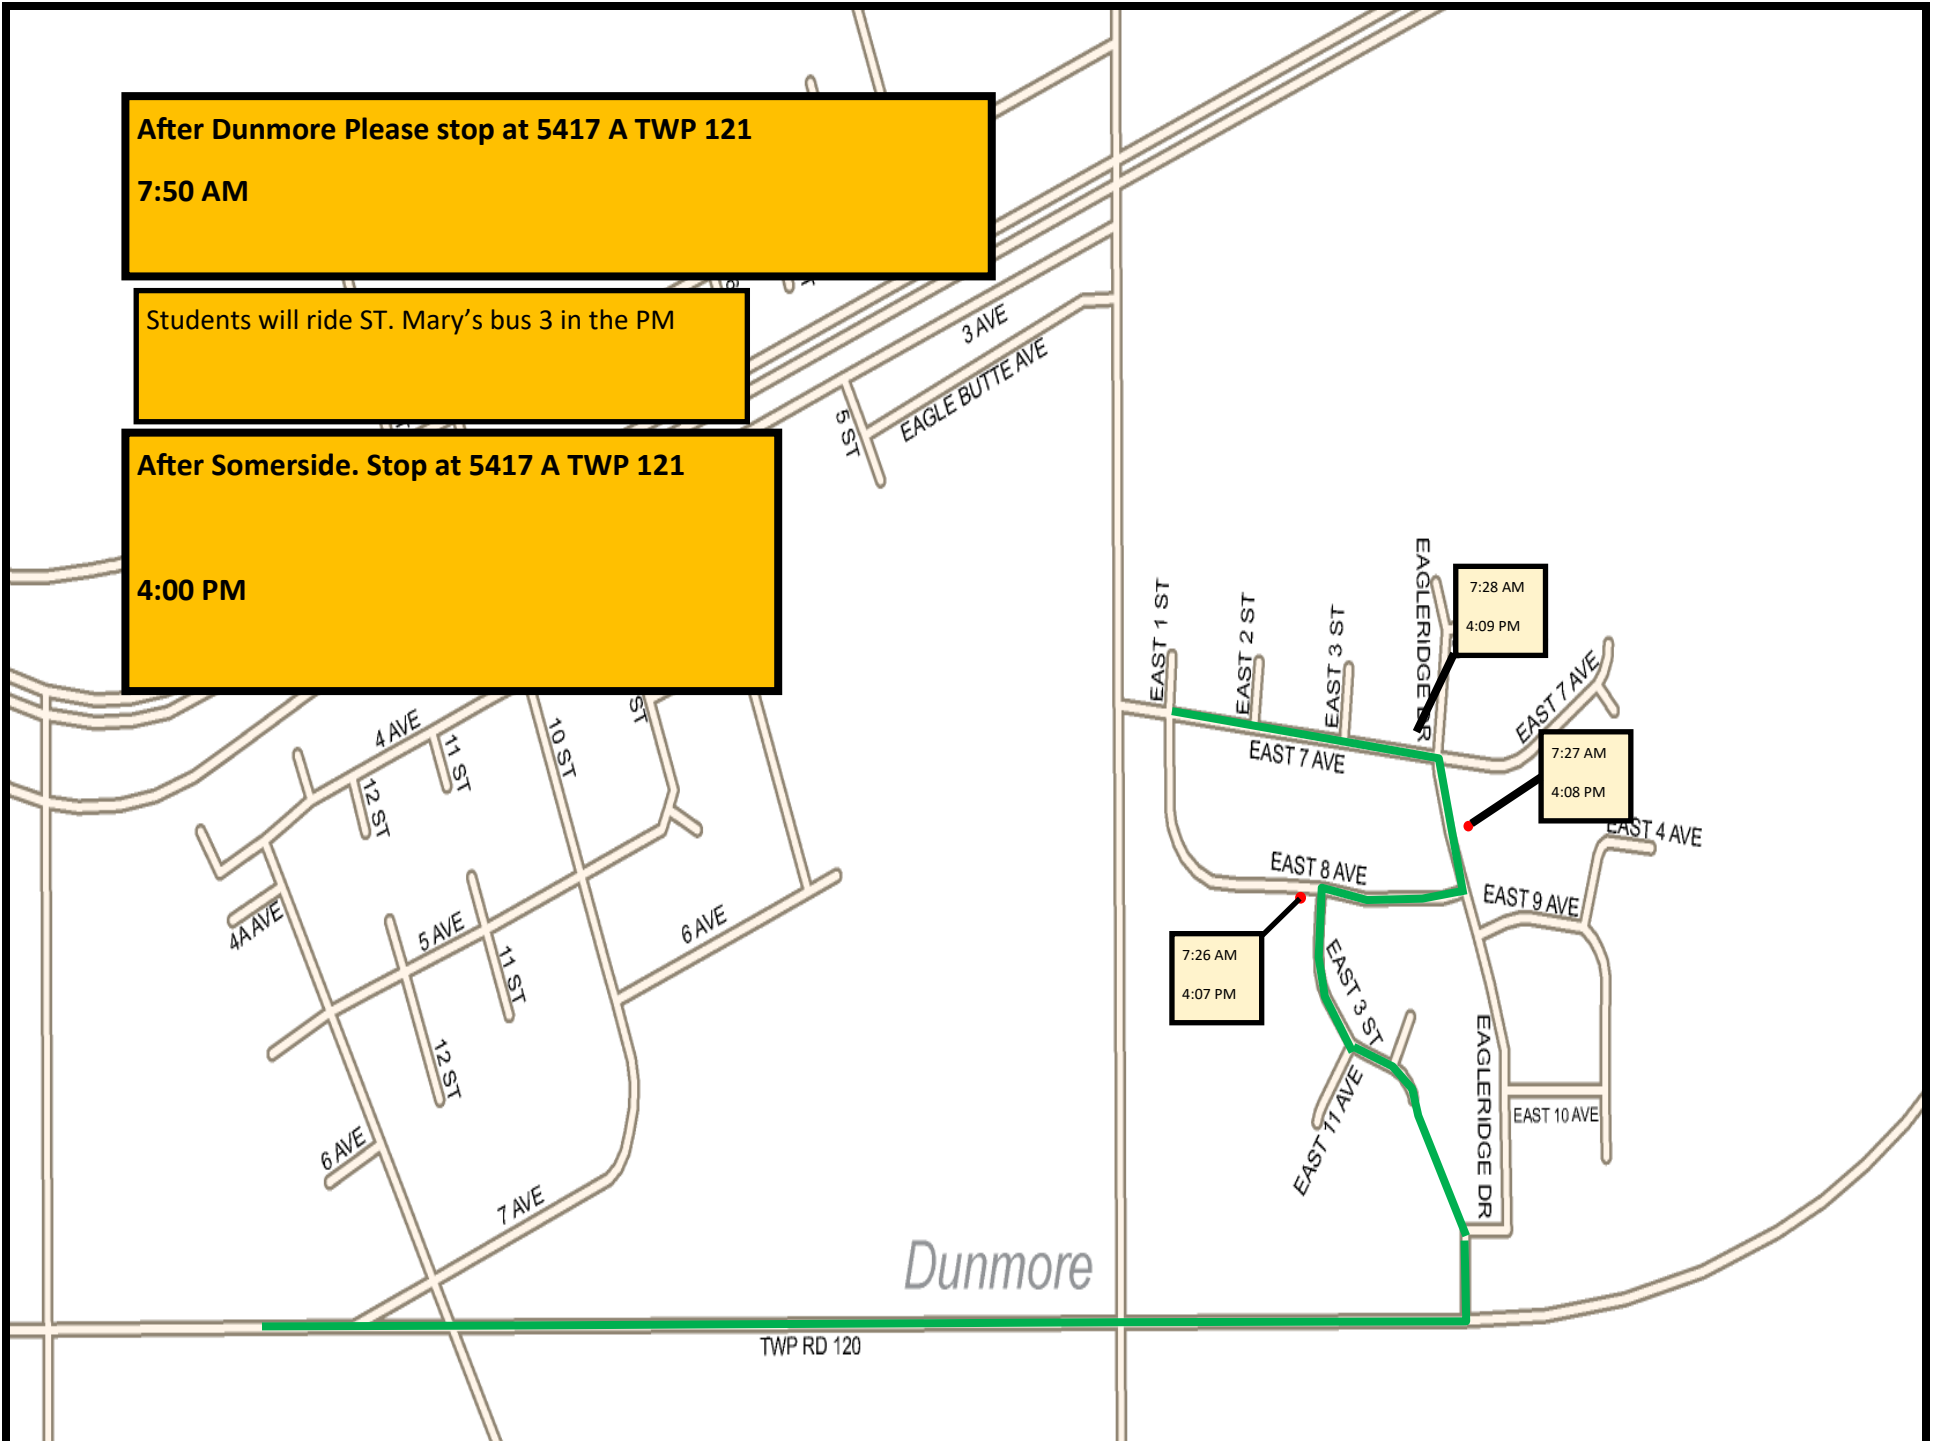 After Dunmore Please stop at 5417 A TWP 121
7:50 AM
Students will ride ST. Mary's bus 3 in the PM
After Somerside. Stop at 5417 A TWP 121
4:00 PM
3 AVE
EAGLE BUTTE AVE
5 ST
EAST 1 ST
EAST 2 ST
EAST 3 ST
EAGLERIDGE DR
7:28 AM
4:09 PM
EAST 7 AVE
EAST 7 AVE
7:27 AM
4:08 PM
EAST 4 AVE
EAST 8 AVE
EAST 9 AVE
7:26 AM
4:07 PM
EAST 3 ST
EAST 11 AVE
EAGLERIDGE DR
EAST 10 AVE
4 AVE
11 ST
12 ST
10 ST
ST
4A AVE
5 AVE
11 ST
12 ST
6 AVE
6 AVE
7 AVE
Dunmore
TWP RD 120